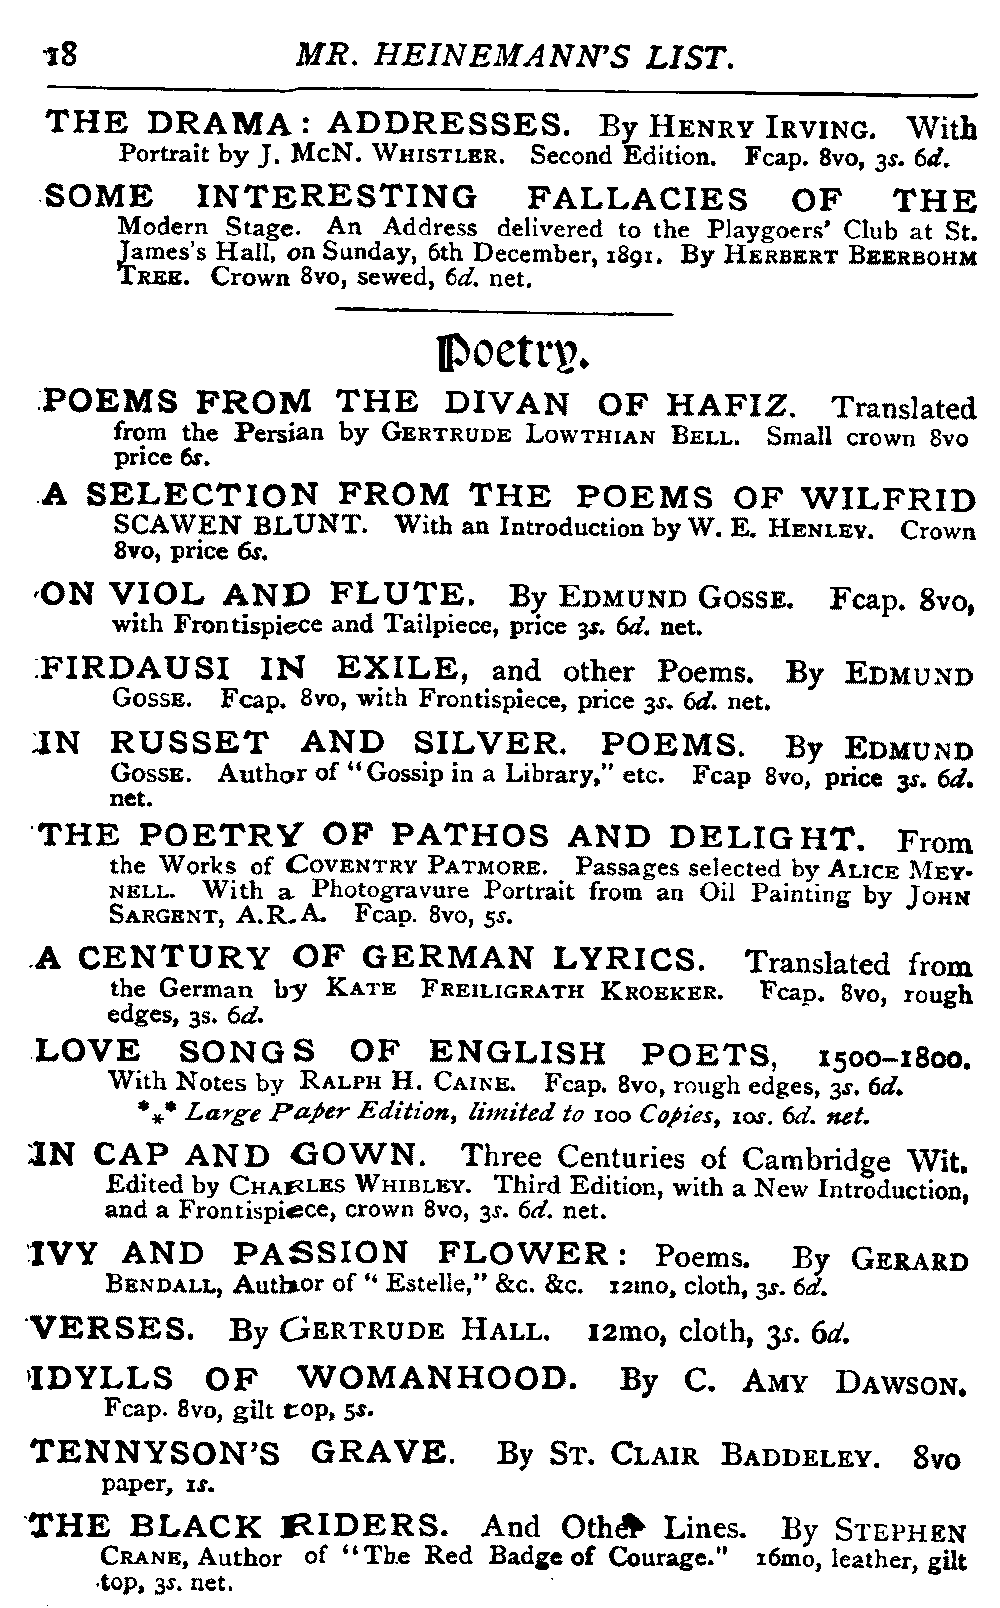 18 MR. HEINEMANN'S LIST.
THE DRAMA: ADDRESSES. By HENRY IRVING. With
Portrait by J. McN. WHISTLER. Second Edition. Fcap. 8vo, 3s. 6d.
SOME INTERESTING FALLACIES OF THE
Modern Stage. An Address delivered to the Playgoers' Club at St.
James's Hall, on Sunday, 6th December, 1891. By HERBERT BEERBOHM
TREE. Crown 8vo, sewed, 6d. net.
Poetry.
POEMS FROM THE DIVAN OF HAFIZ. Translated
from the Persian by GERTRUDE LOWTHIAN BELL. Small crown 8vo
price 6s.
A SELECTION FROM THE POEMS OF WILFRID
SCAWEN BLUNT. With an Introduction by W. E. HENLEY. Crown
8vo, price 6s.
ON VIOL AND FLUTE. By EDMUND GOSSE. Fcap. 8vo,
with Frontispiece and Tailpiece, price 3s. 6d. net.
FIRDAUSI IN EXILE, and other Poems. By EDMUND
GOSSE. Fcap. 8vo, with Frontispiece, price 3s. 6d. net.
IN RUSSET AND SILVER. POEMS. By EDMUND
GOSSE. Author of "Gossip in a Library," etc. Fcap 8vo, price 3s. 6d.
net.
THE POETRY OF PATHOS AND DELIGHT. From
the Works of COVENTRY PATMORE. Passages selected by ALICE MEY-
NELL. With a Photogravure Portrait from an Oil Painting by JOHN
SARGENT, A.R.A. Fcap. 8vo, 5s.
A CENTURY OF GERMAN LYRICS. Translated from
the German by KATE FREILIGRATH KROEKER. Fcap. 8vo, rough
edges, 3s. 6d.
LOVE SONGS OF ENGLISH POETS, 1500-1800.
With Notes by RALPH H. CAINE. Fcap. 8vo, rough edges, 3s. 6d.
*** Large Paper Edition, limited to 100 Copies, 10s. 6d. net.
IN CAP AND GOWN. Three Centuries of Cambridge Wit.
Edited by CHARLES WHIBLEY. Third Edition, with a New Introduction,
and a Frontispiece, crown 8vo, 3s. 6d. net.
IVY AND PASSION FLOWER: Poems. By GERARD
BENDALL, Author of "Estelle," &c. &c. 12mo, cloth, 3s. 6d.
VERSES. By GERTRUDE HALL. 12mo, cloth, 3s. 6d.
IDYLLS OF WOMANHOOD. By C. AMY DAWSON.
Fcap. 8vo, gilt top, 5s.
TENNYSON'S GRAVE. By ST. CLAIR BADDELEY. 8vo
paper, 1s.
THE BLACK RIDERS. And Other Lines. By STEPHEN
CRANE, Author of "The Red Badge of Courage." 16mo, leather, gilt
top, 3s. net.